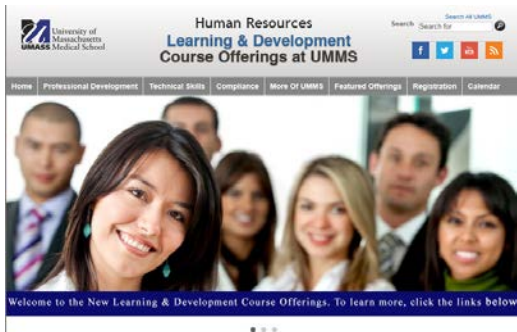 University of
Massachusetts
UMASS Medical School
Human Resources
Learning & Development
Course Offerings at UMMS
Search All UMMS
Search Search for
Home Professional Development Technical Skills Compliance More Of UMMS Featured Offerings Registration Calendar
Welcome to the New Learning & Development Course Offerings. To learn more, click the links below